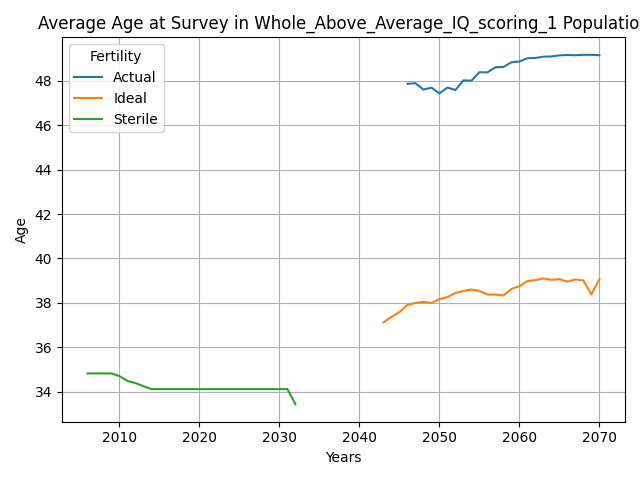 Average Age at Survey in Whole_Above_Average_IQ_scoring_1 Populatio
Fertility
Actual
Ideal
Sterile
48
46
44
42
40
38
36
34
Age
2010 2020 2030 2040 2050 2060 2070
Years